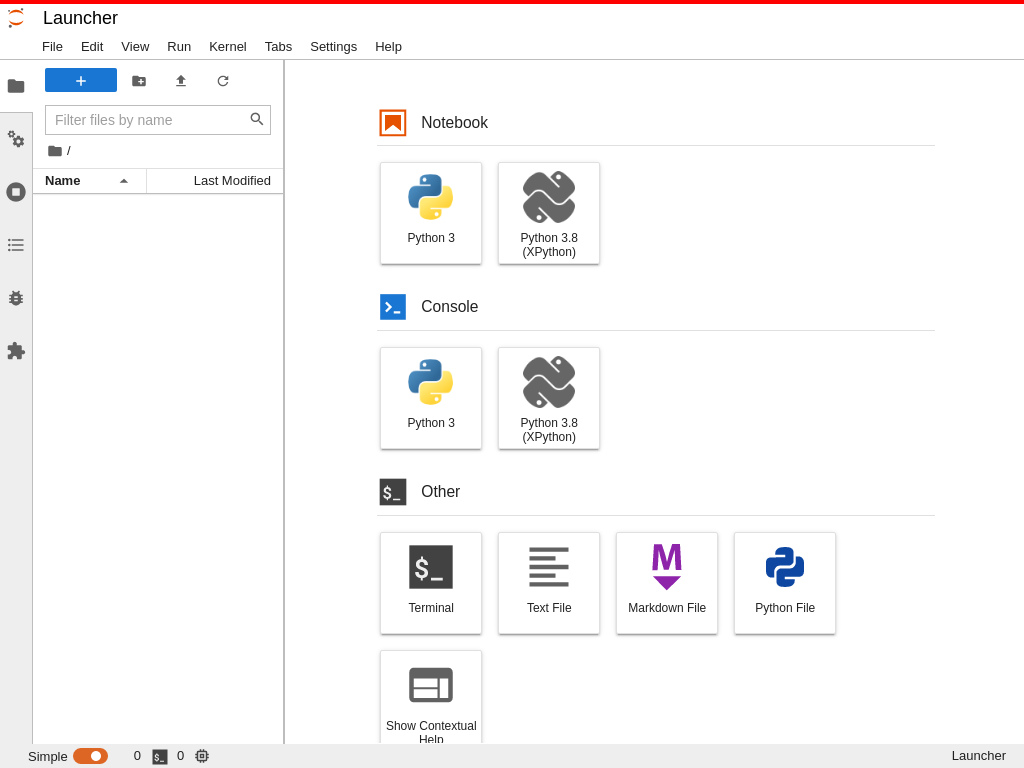 Launcher
File Edit View Run Kernel Tabs Settings Help
Filter files by name
/
Name Last Modified
Notebook
Python 3
Python 3.8
(XPython)
Console
Python 3
Python 3.8
(XPython)
Other
$_
Terminal
Text File
Markdown File
Python File
Show Contextual
Help
Simple 0 $_ 0 Launcher